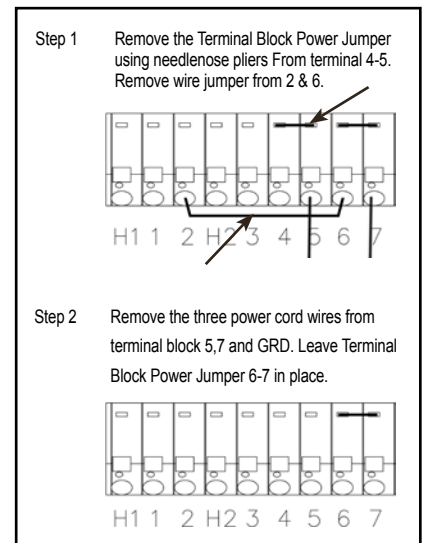 Step 1 Remove the Terminal Block Power Jumper
using needlenose pliers From terminal 4-5.
Remove wire jumper from 2 & 6.
H1 1 2 H2 3 4 5 6 7
Step 2 Remove the three power cord wires from
terminal block 5,7 and GRD. Leave Terminal
Block Power Jumper 6-7 in place.
H1 1 2 H2 3 4 5 6 7